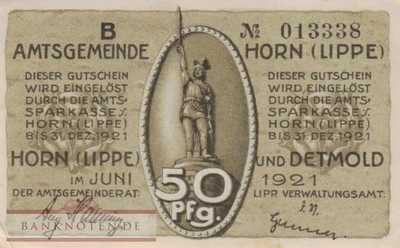 B
№ 013338
AMTSGEMEINDE HORN (LIPPE)
DIESER GUTSCHEIN
WIRD EINGELÖST
DURCH DIE AMTS-
SPARKASSE z.
HORN (LIPPE)
BIS 31. DEZ. 1921
DIESER GUTSCHEIN
WIRD EINGELÖST
DURCH DIE AMTS-
SPARKASSE z.
HORN (LIPPE)
BIS 31. DEZ. 1921
HORN (LIPPE) UND DETMOLD
IM JUNI 1921
DER AMTSGEMEINDERAT: LIPP. VERWALTUNGSAMT:
50
Pfg.
BANKNOTEN.DE